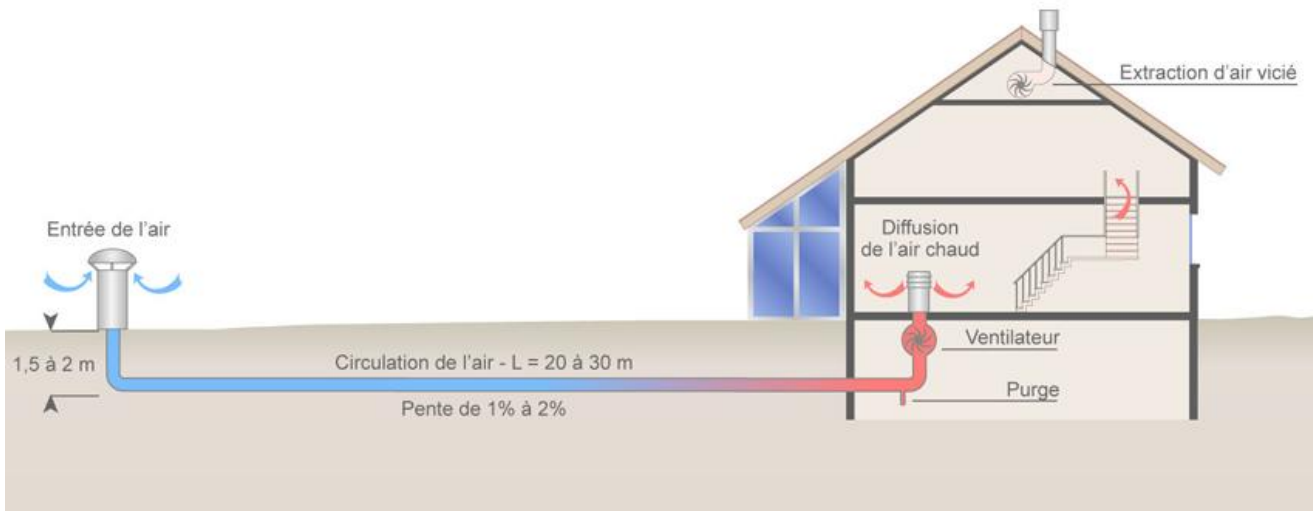 Extraction d'air vicié
Entrée de l'air
Diffusion
de l'air chaud
1,5 à 2 m
Circulation de l'air - L = 20 à 30 m
Ventilateur
Pente de 1% à 2%
Purge